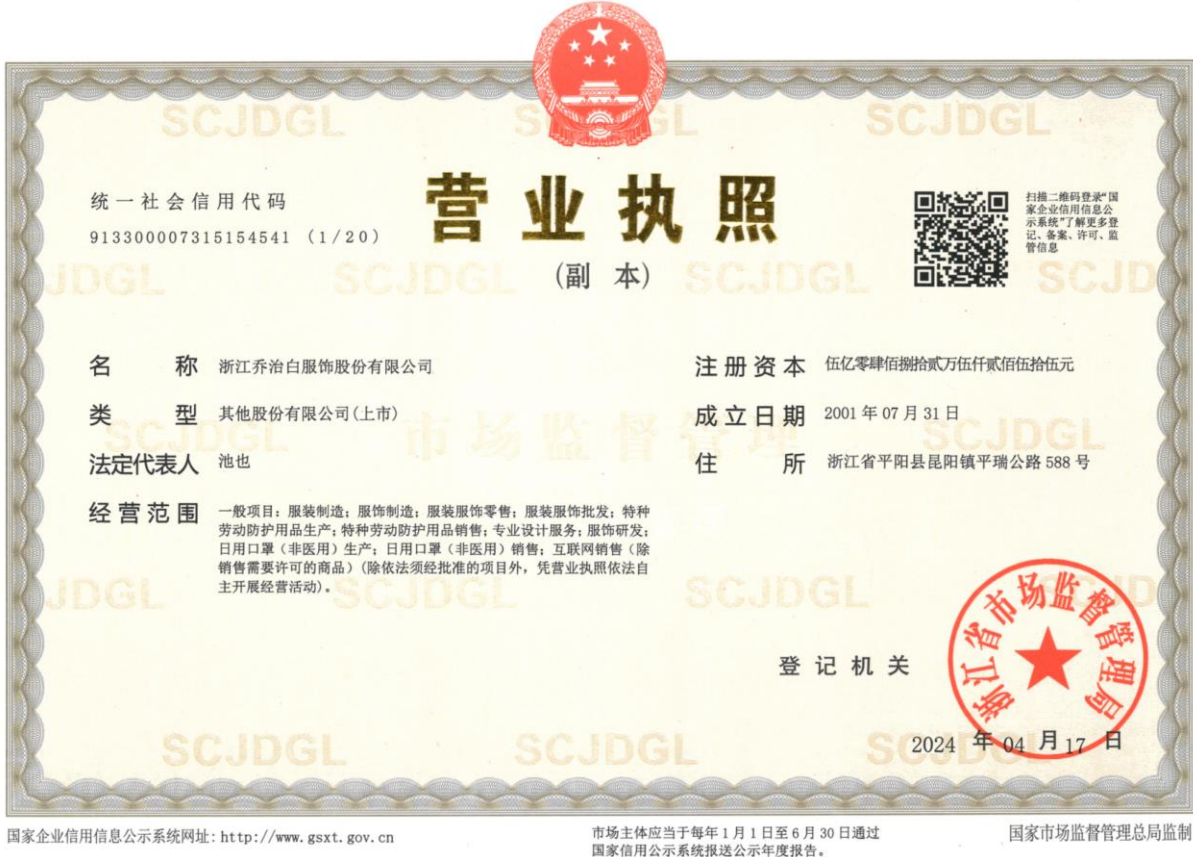 统一社会信用代码
913300007315154541 (1/20)
营业执照
(副 本)
扫描二维码登录“国
家企业信用信息公
示系统”了解更多登
记、备案、许可、监
管信息
名 称 浙江乔治白服饰股份有限公司
类 型 其他股份有限公司(上市)
法定代表人 池也
经营范围 一般项目：服装制造；服饰制造；服装服饰零售；服装服饰批发；特种
劳动防护用品生产；特种劳动防护用品销售；专业设计服务；服饰研发；
日用口罩（非医用）生产；日用口罩（非医用）销售；互联网销售（除
销售需要许可的商品）(除依法须经批准的项目外，凭营业执照依法自
主开展经营活动)。
注册资本 伍亿零肆佰捌拾贰万伍仟贰佰伍拾伍元
成立日期 2001年07月31日
住 所 浙江省平阳县昆阳镇平瑞公路588号
登记机关
浙江省市场监督管理局
2024 年 04 月 17 日
国家企业信用信息公示系统网址：http://www.gsxt.gov.cn
市场主体应当于每年1月1日至6月30日通过
国家信用公示系统报送公示年度报告。
国家市场监督管理总局监制
SCJDGL
市场监督管理